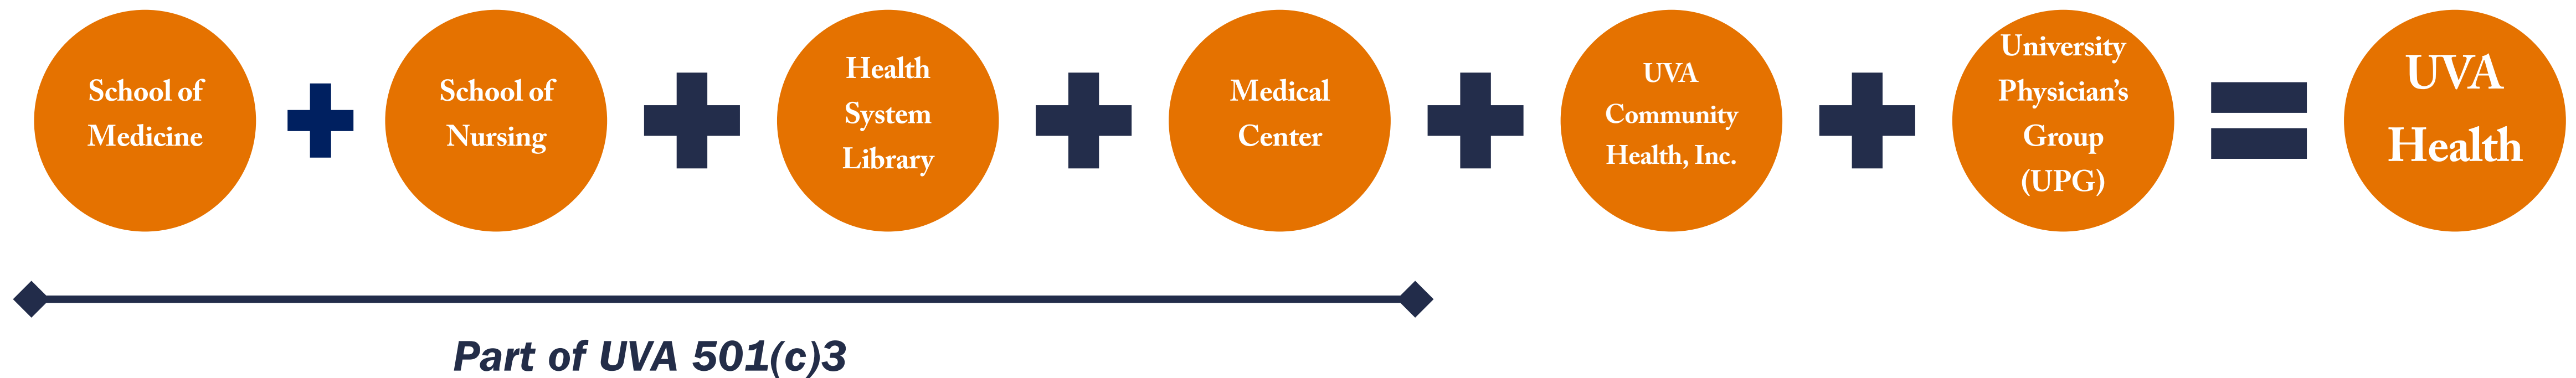 School of
Medicine
School of
Nursing
Health
System
Library
Medical
Center
UVA
Community
Health, Inc.
University
Physician’s
Group
(UPG)
UVA
Health
Part of UVA 501(c)3